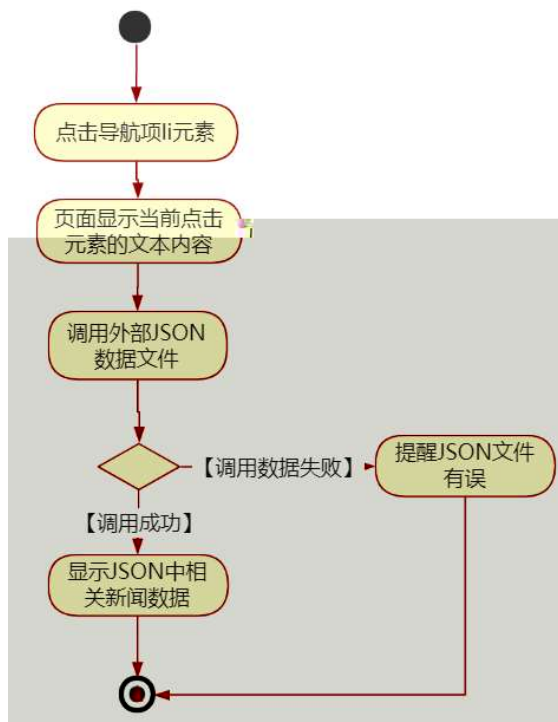 点击导航项li元素
页面显示当前点击
元素的文本内容
调用外部JSON
数据文件
【调用数据失败】
提醒JSON文件
有误
【调用成功】
显示JSON中相
关新闻数据